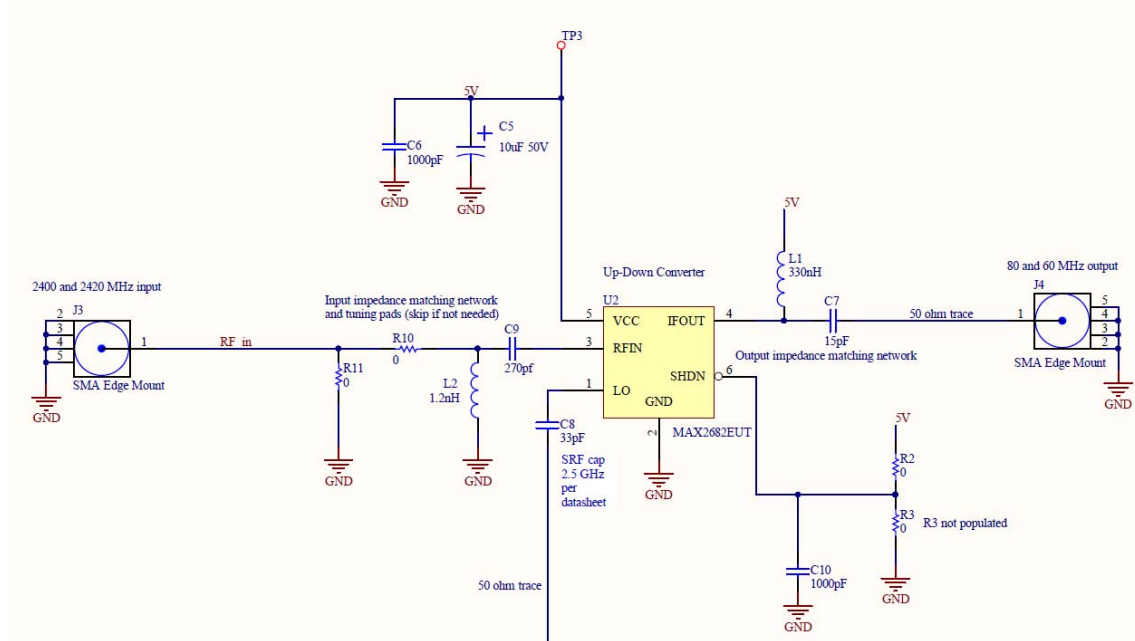 TP3
5V
C6
1000pF
GND
C5
10uF 50V
GND
2400 and 2420 MHz input
J3
2
3
4
5
1
SMA Edge Mount
GND
RF in
Input impedance matching network
and tuning pads (skip if not needed)
R11
0
GND
R10
0
L2
1.2nH
GND
C9
270pf
Up-Down Converter
U2
5
VCC
IFOUT
4
3
RFIN
SHDN
6
1
LO
GND
2
MAX2682EUT
GND
C8
33pF
SRF cap
2.5 GHz
per
datasheet
50 ohm trace
5V
L1
330nH
C7
15pF
Output impedance matching network
50 ohm trace
80 and 60 MHz output
J4
1
5
4
3
2
SMA Edge Mount
GND
5V
R2
0
R3
0
R3 not populated
GND
C10
1000pF
GND